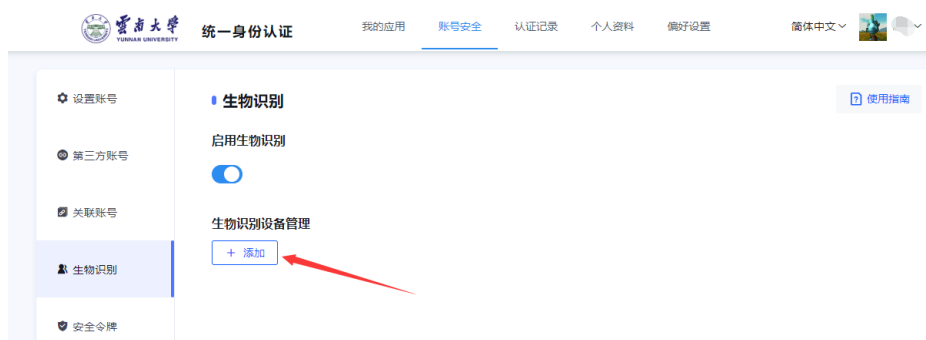 雲南大學
YUNNAN UNIVERSITY
统一身份认证
我的应用 账号安全 认证记录 个人资料 偏好设置 简体中文
设置账号
第三方账号
关联账号
生物识别
安全令牌
生物识别
使用指南
启用生物识别
生物识别设备管理
+ 添加